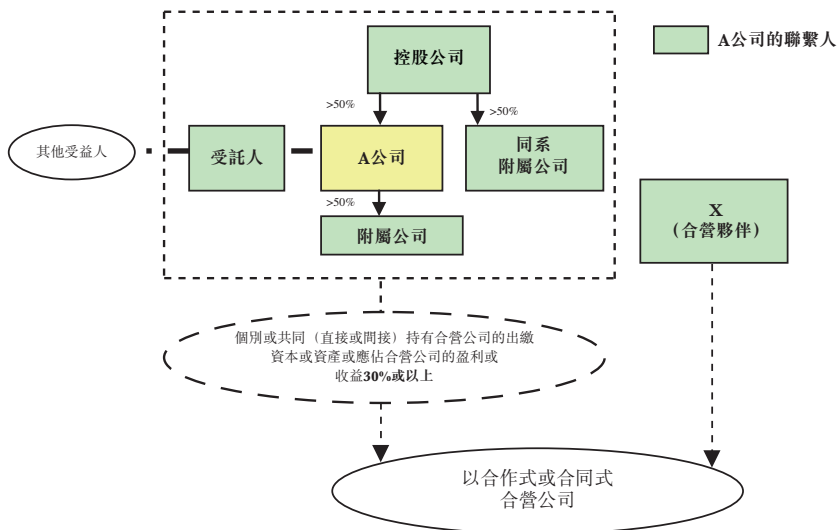 控股公司
A公司的聯繫人
>50%
>50%
其他受益人
受託人
A公司
同系
附屬公司
>50%
附屬公司
X
（合營夥伴）
個別或共同（直接或間接）持有合營公司的出繳
資本或資產或應佔合營公司的盈利或
收益30%或以上
以合作式或合同式
合營公司